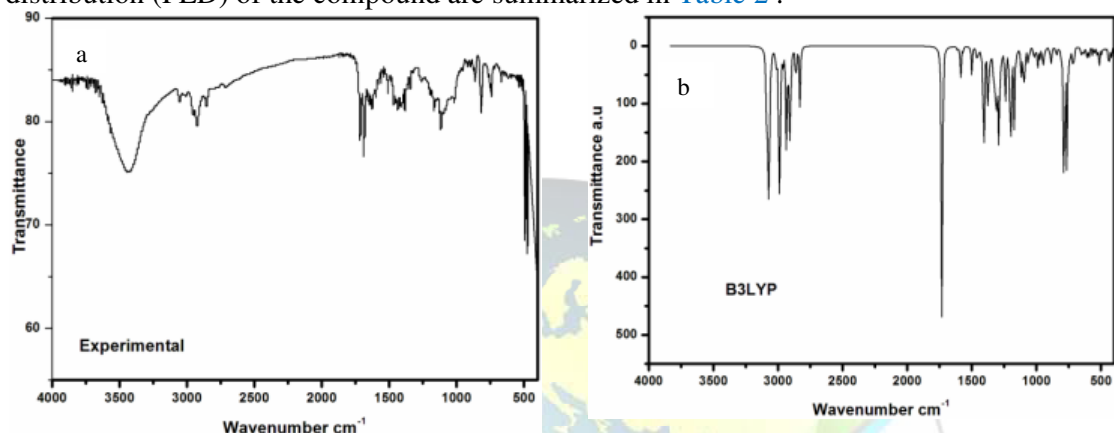 distribution (PED) of the compound are summarized in Table 2 .
a
90
80
70
60
Transmittance
Experimental
4000 3500 3000 2500 2000 1500 1000 500
Wavenumber cm-1
b
0
100
200
300
400
500
Transmittance a.u
B3LYP
4000 3500 3000 2500 2000 1500 1000 500
Wavenumber cm-1